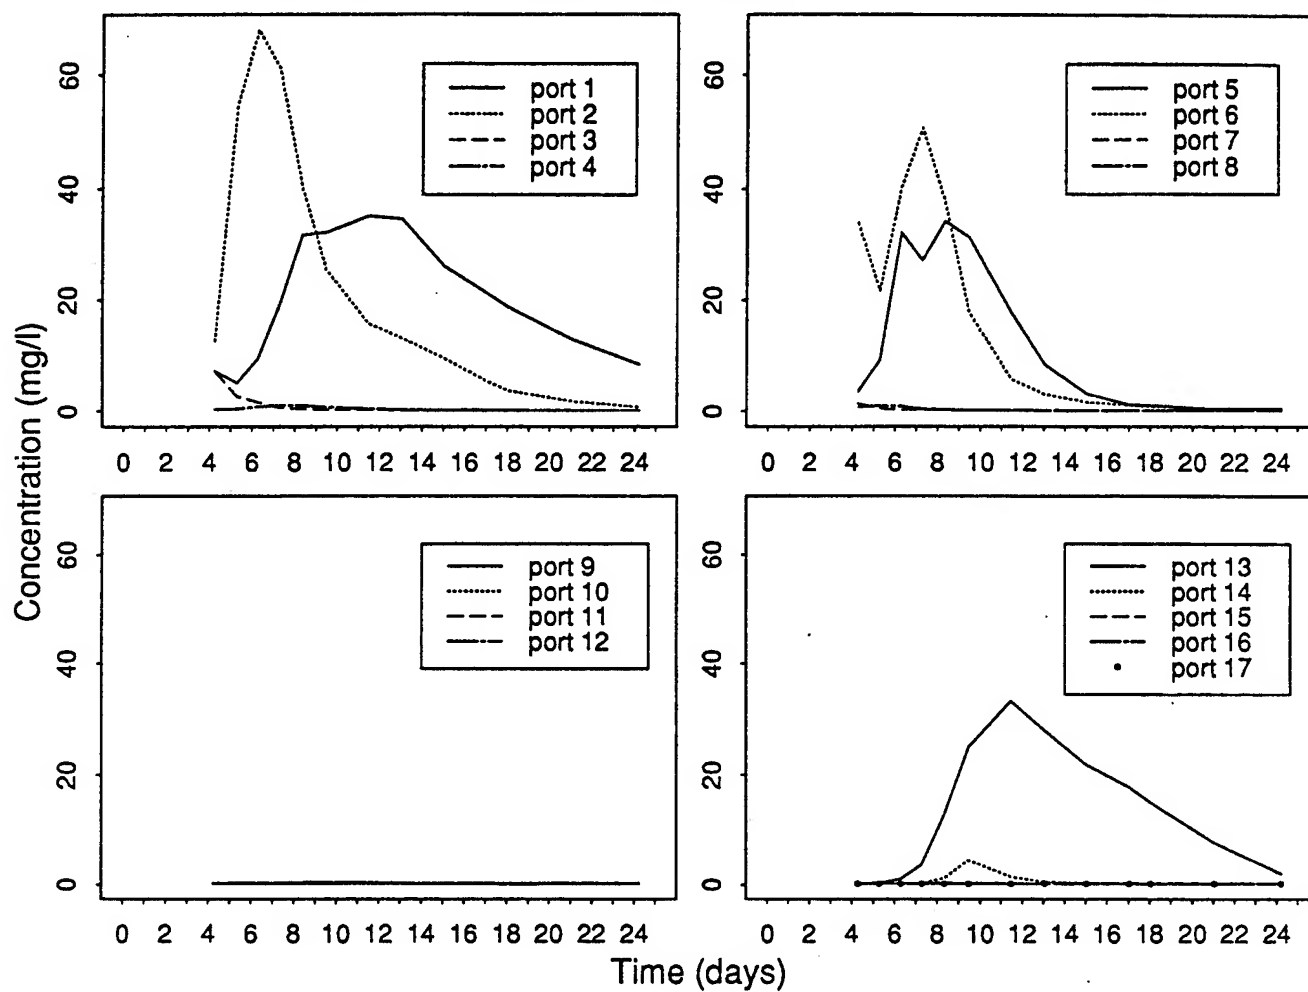 Concentration (mg/l)
60
40
20
0
port 1
port 2
port 3
port 4
0 2 4 6 8 10 12 14 16 18 20 22 24
60
40
20
0
port 5
port 6
port 7
port 8
0 2 4 6 8 10 12 14 16 18 20 22 24
60
40
20
0
port 9
port 10
port 11
port 12
0 2 4 6 8 10 12 14 16 18 20 22 24
60
40
20
0
port 13
port 14
port 15
port 16
port 17
0 2 4 6 8 10 12 14 16 18 20 22 24
Time (days)